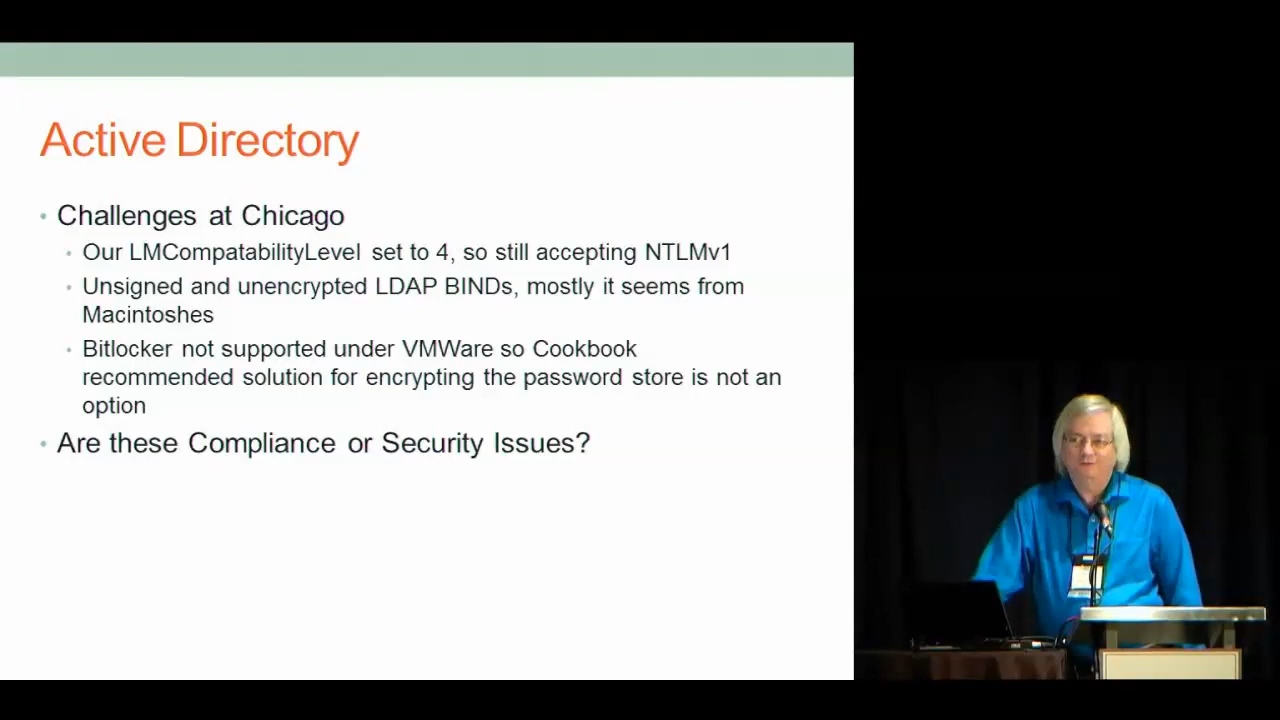 Active Directory
• Challenges at Chicago
• Our LMCompatabilityLevel set to 4, so still accepting NTLMv1
• Unsigned and unencrypted LDAP BINDs, mostly it seems from
Macintoshes
• Bitlocker not supported under VMWare so Cookbook
recommended solution for encrypting the password store is not an
option
• Are these Compliance or Security Issues?